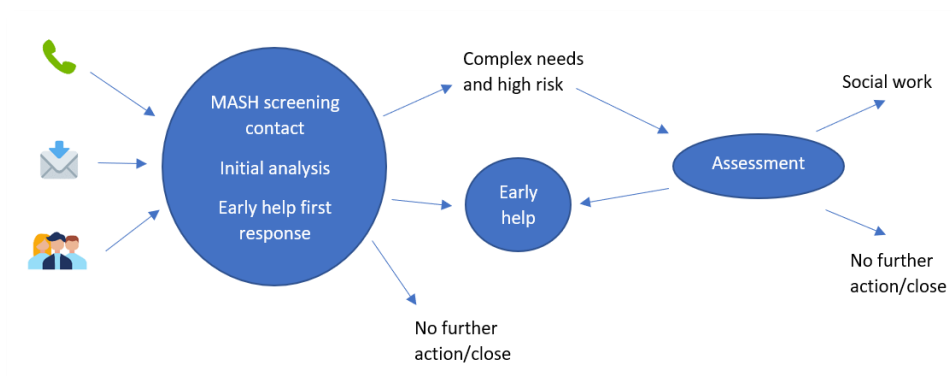 MASH screening
contact
Initial analysis
Early help first
response
Complex needs
and high risk
Early
help
No further
action/close
Assessment
Social work
No further
action/close